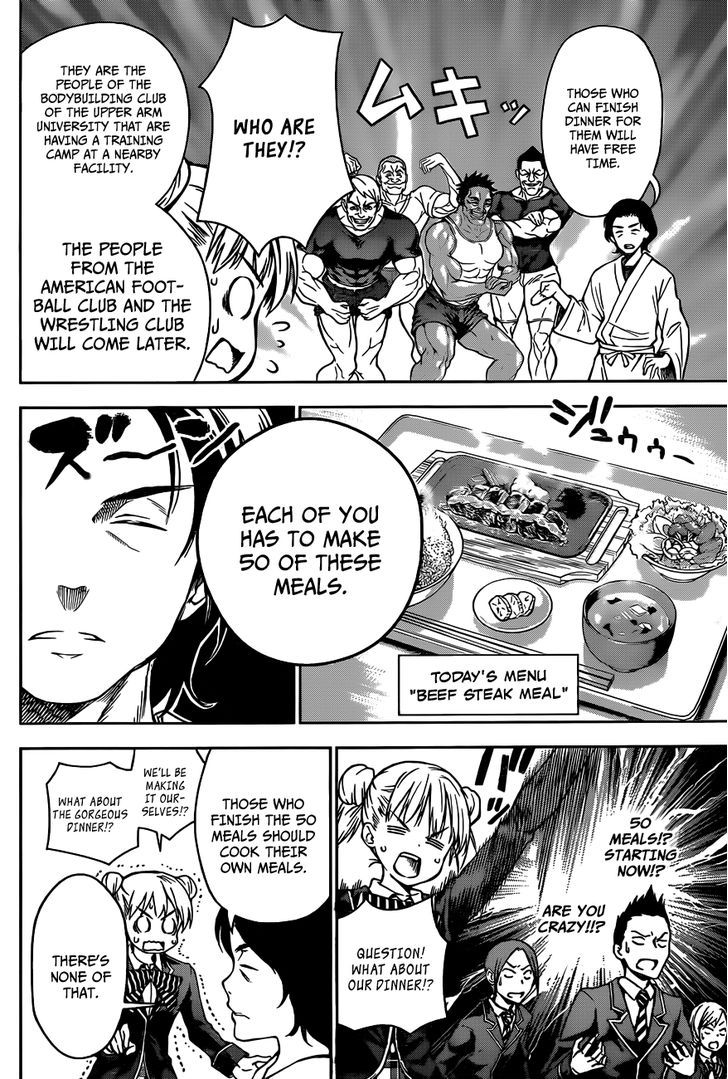 THOSE WHO
CAN FINISH
DINNER FOR
THEM WILL
HAVE FREE
TIME.
ムキッ
WHO ARE
THEY!?
THEY ARE THE
PEOPLE OF THE
BODYBUILDING CLUB
OF THE UPPER ARM
UNIVERSITY THAT ARE
HAVING A TRAINING
CAMP AT A NEARBY
FACILITY.
THE PEOPLE
FROM THE
AMERICAN FOOT-
BALL CLUB AND THE
WRESTLING CLUB
WILL COME LATER.
ジュウゥー
TODAY'S MENU
"BEEF STEAK MEAL"
EACH OF YOU
HAS TO MAKE
50 OF THESE
MEALS.
ズーン
50
MEALS!?
STARTING
NOW!?
ARE YOU
CRAZY!!?
QUESTION!
WHAT ABOUT
OUR DINNER!?
THOSE WHO
FINISH THE 50
MEALS SHOULD
COOK THEIR
OWN MEALS.
WE'LL BE
MAKING
IT OUR-
SELVES!?
WHAT ABOUT
THE GORGEOUS
DINNER!?
THERE'S
NONE OF
THAT.